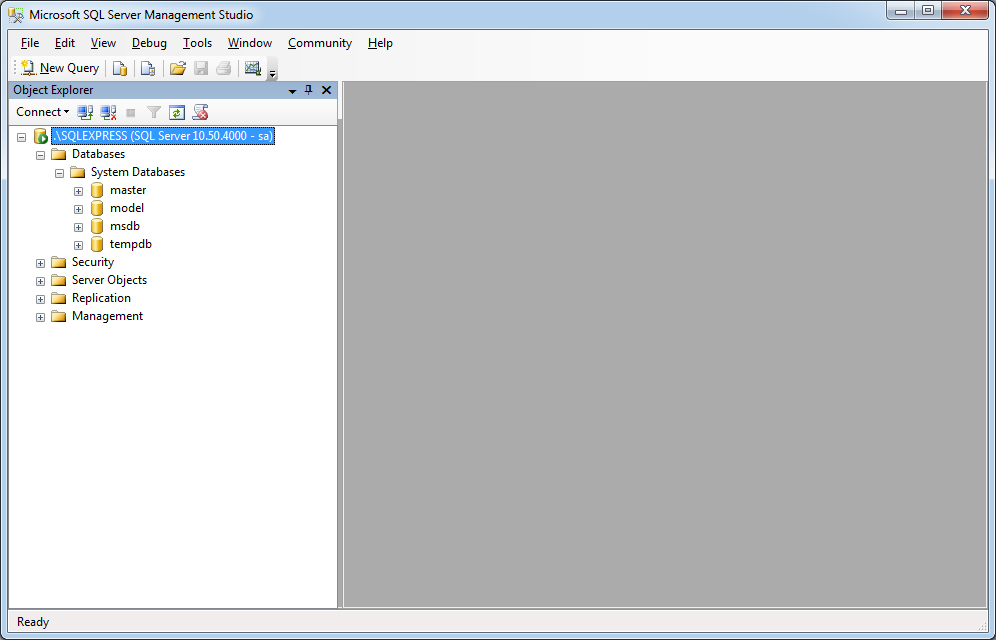 Microsoft SQL Server Management Studio
File Edit View Debug Tools Window Community Help
New Query
Object Explorer
Connect
.\SQLEXPRESS (SQL Server 10.50.4000 - sa)
Databases
System Databases
master
model
msdb
tempdb
Security
Server Objects
Replication
Management
Ready